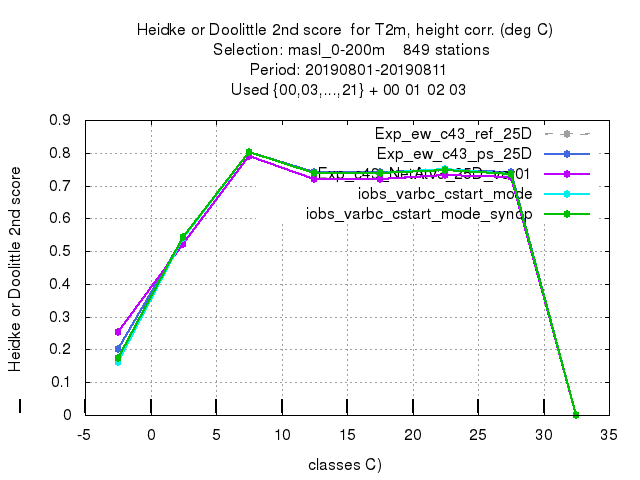 Heidke or Doolittle 2nd score  for T2m, height corr. (deg C)
Selection: masl_0-200m    849 stations
Period: 20190801-20190811
Used {00,03,...,21} + 00 01 02 03
Heidke or Doolittle 2nd score
0.9
0.8
0.7
0.6
0.5
0.4
0.3
0.2
0.1
0
Exp_ew_c43_ref_25D
Exp_ew_c43_ps_25D
iobs_varbc_cstart_mode
iobs_varbc_cstart_mode_synop
-5 0 5 10 15 20 25 30 35
classes C)